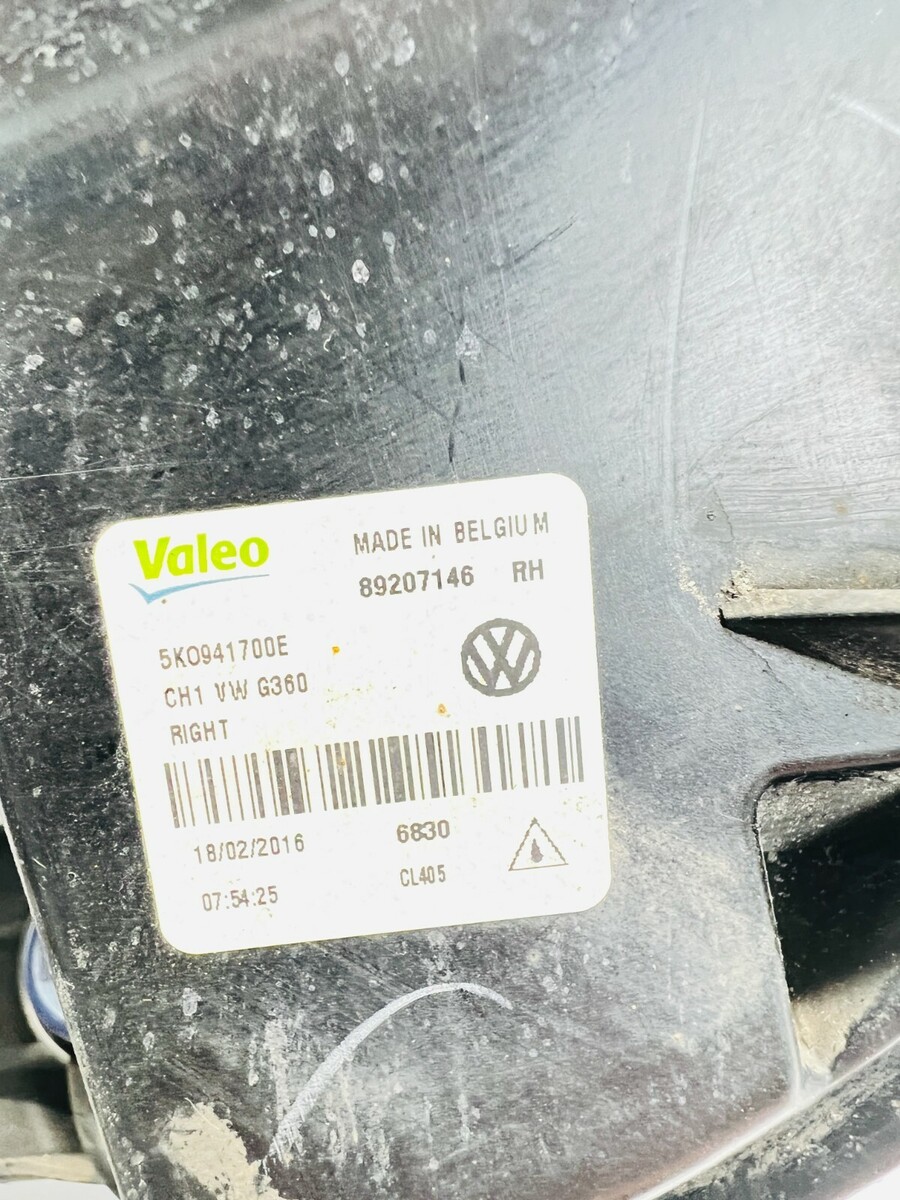 Valeo
MADE IN BELGIUM
89207146 RH
5K0941700E
CH1 VW G360
RIGHT
18/02/2016
6830
07:54:25
CL405